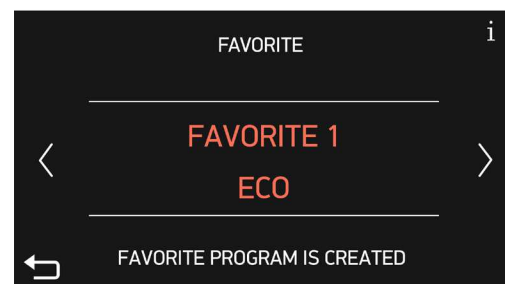 FAVORITE
i
FAVORITE 1
ECO
FAVORITE PROGRAM IS CREATED